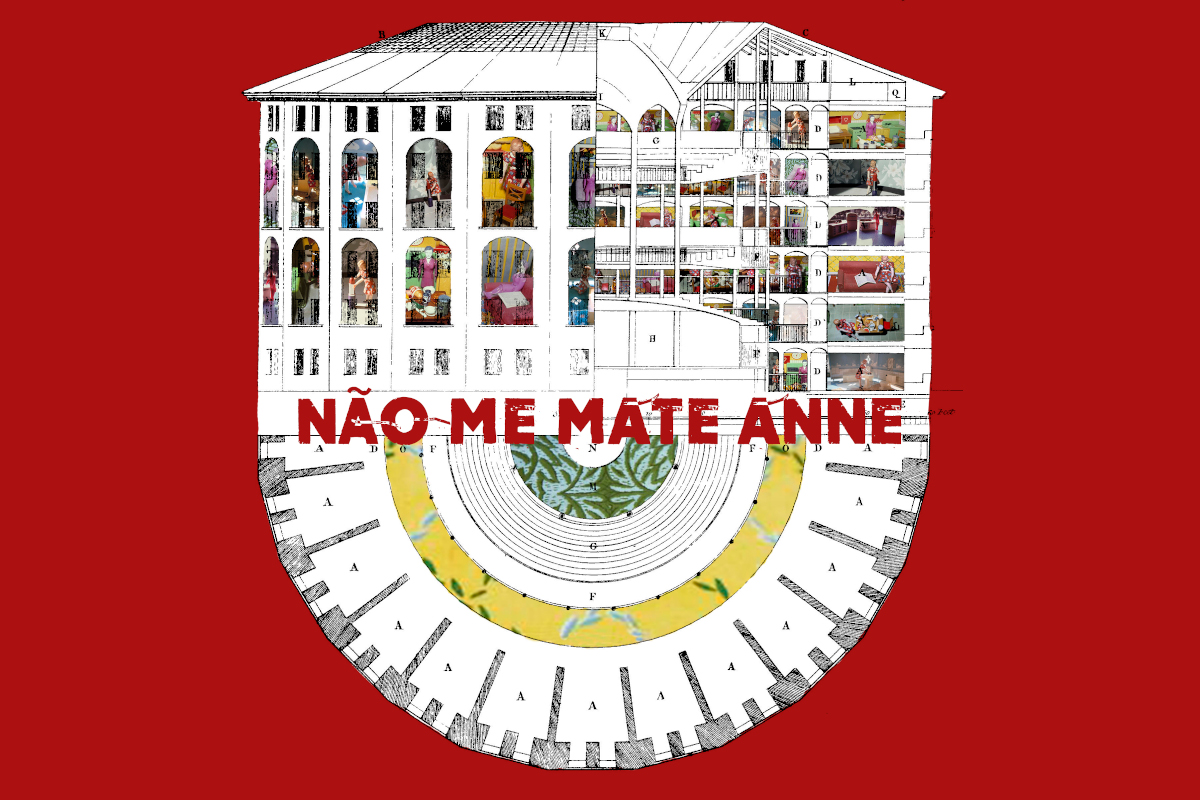 B K C
L
Q
I
D
G
F D
D
D
F A D
D
H
F D
NÃO ME MATE ANNE
A D O F N F O D A
M
A A
G
A A
F
A A
A A
A A
A